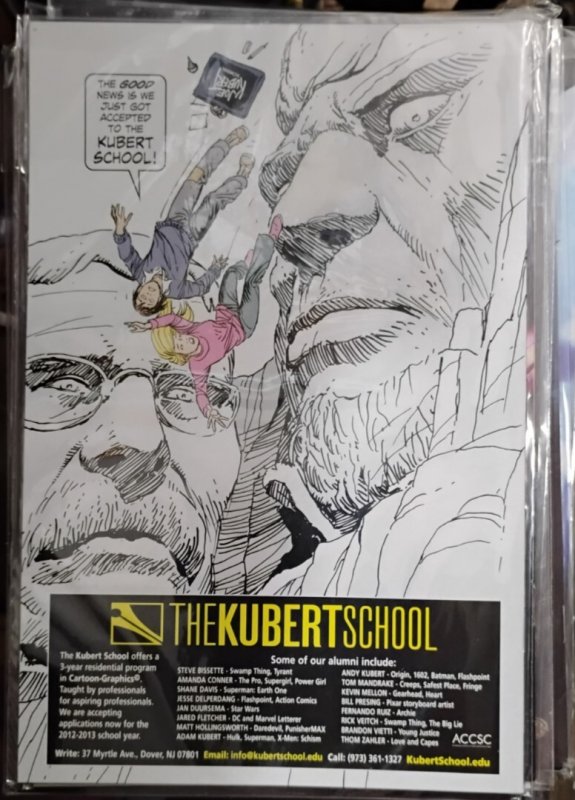 THE GOOD
NEWS IS WE
JUST GOT
ACCEPTED
TO THE
KUBERT
SCHOOL!
Kubert
THEKUBERTSCHOOL
The Kubert School offers a
3-year residential program
in Cartoon-Graphics®.
Taught by professionals
for aspiring professionals.
We are accepting
applications now for the
2012-2013 school year.
Some of our alumni include:
STEVE BISSETTE - Swamp Thing, Tyrant
AMANDA CONNER - The Pro, Supergirl, Power Girl
SHANE DAVIS - Superman: Earth One
JESSE DELPERDANG - Flashpoint, Action Comics
JAN DUURSEMA - Star Wars
JARED FLETCHER - DC and Marvel Letterer
MATT HOLLINGSWORTH - Daredevil, PunisherMAX
ADAM KUBERT - Hulk, Superman, X-Men: Schism
ANDY KUBERT - Origin, 1602, Batman, Flashpoint
TOM MANDRAKE - Creeps, Safest Place, Fringe
KEVIN MELLON - Gearhead, Heart
BILL PRESING - Pixar storyboard artist
FERNANDO RUIZ - Archie
RICK VEITCH - Swamp Thing, The Big Lie
BRANDON VIETTI - Young Justice
THOM ZAHLER - Love and Capes
ACCSC
Write: 37 Myrtle Ave., Dover, NJ 07801 Email: info@kubertschool.edu Call: (973) 361-1327 KubertSchool.edu